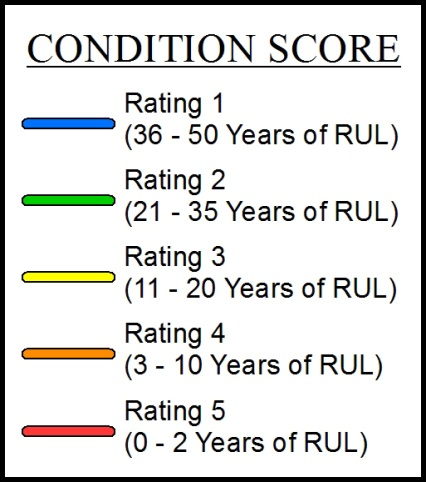 CONDITION SCORE
Rating 1
(36 - 50 Years of RUL)
Rating 2
(21 - 35 Years of RUL)
Rating 3
(11 - 20 Years of RUL)
Rating 4
(3 - 10 Years of RUL)
Rating 5
(0 - 2 Years of RUL)